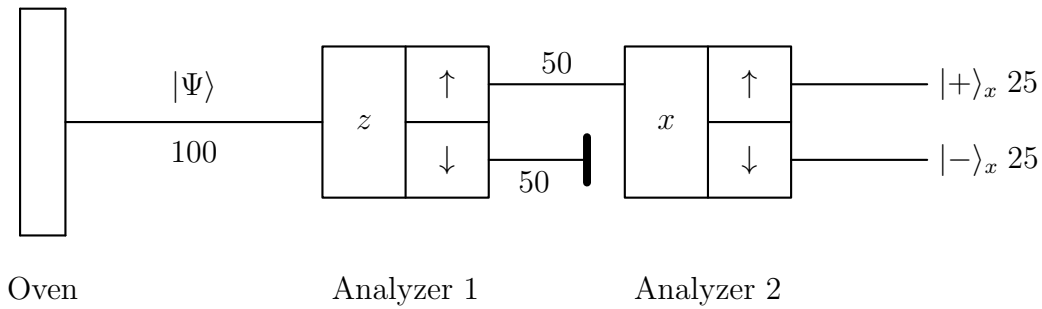 |Ψ⟩
100
z
↑
↓
50
50
x
↑
↓
|+⟩ₓ 25
|−⟩ₓ 25
Oven
Analyzer 1
Analyzer 2